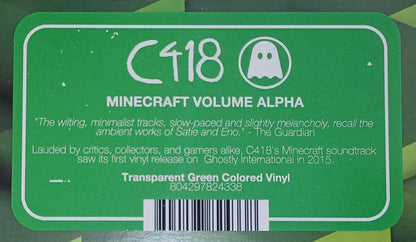 C418
MINECRAFT VOLUME ALPHA
"The wilting, minimalist tracks, slow-paced and slightly melancholy, recall the
ambient works of Satie and Eno." - The Guardian
Lauded by critics, collectors, and gamers alike, C418's Minecraft soundtrack
saw its first vinyl release on Ghostly International in 2015.
Transparent Green Colored Vinyl
804297824338